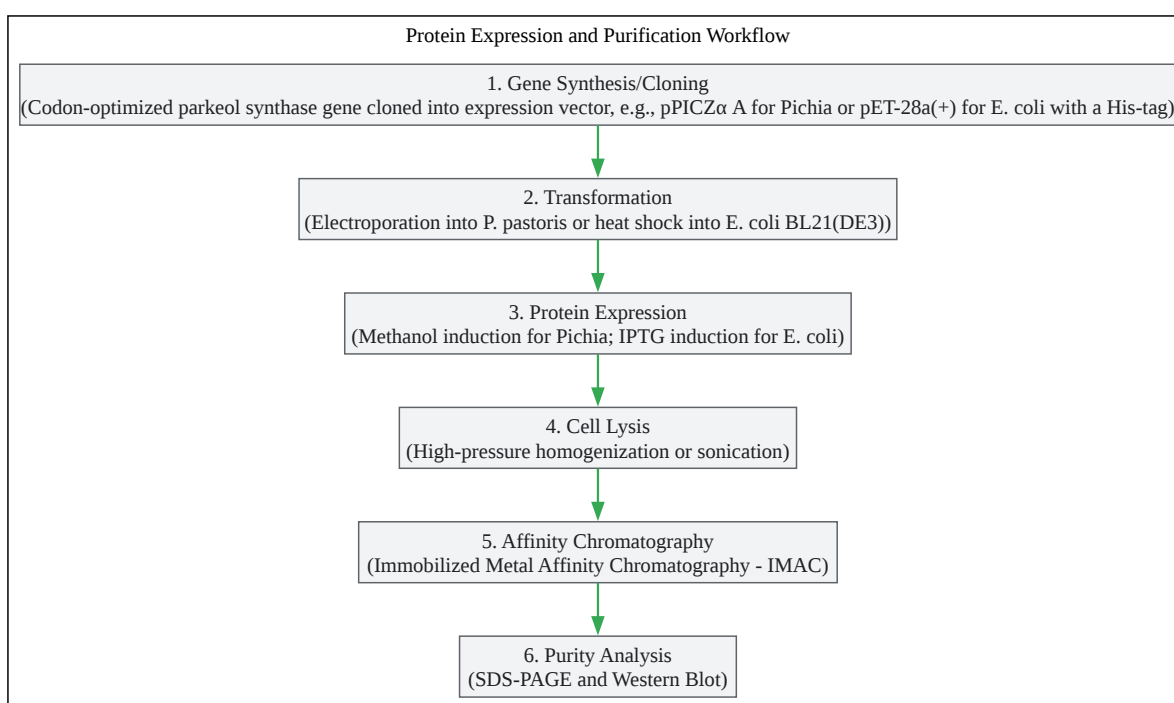 Protein Expression and Purification Workflow
1. Gene Synthesis/Cloning
(Codon-optimized parkeol synthase gene cloned into expression vector, e.g., pPICZα A for Pichia or pET-28a(+) for E. coli with a His-tag)
2. Transformation
(Electroporation into P. pastoris or heat shock into E. coli BL21(DE3))
3. Protein Expression
(Methanol induction for Pichia; IPTG induction for E. coli)
4. Cell Lysis
(High-pressure homogenization or sonication)
5. Affinity Chromatography
(Immobilized Metal Affinity Chromatography - IMAC)
6. Purity Analysis
(SDS-PAGE and Western Blot)